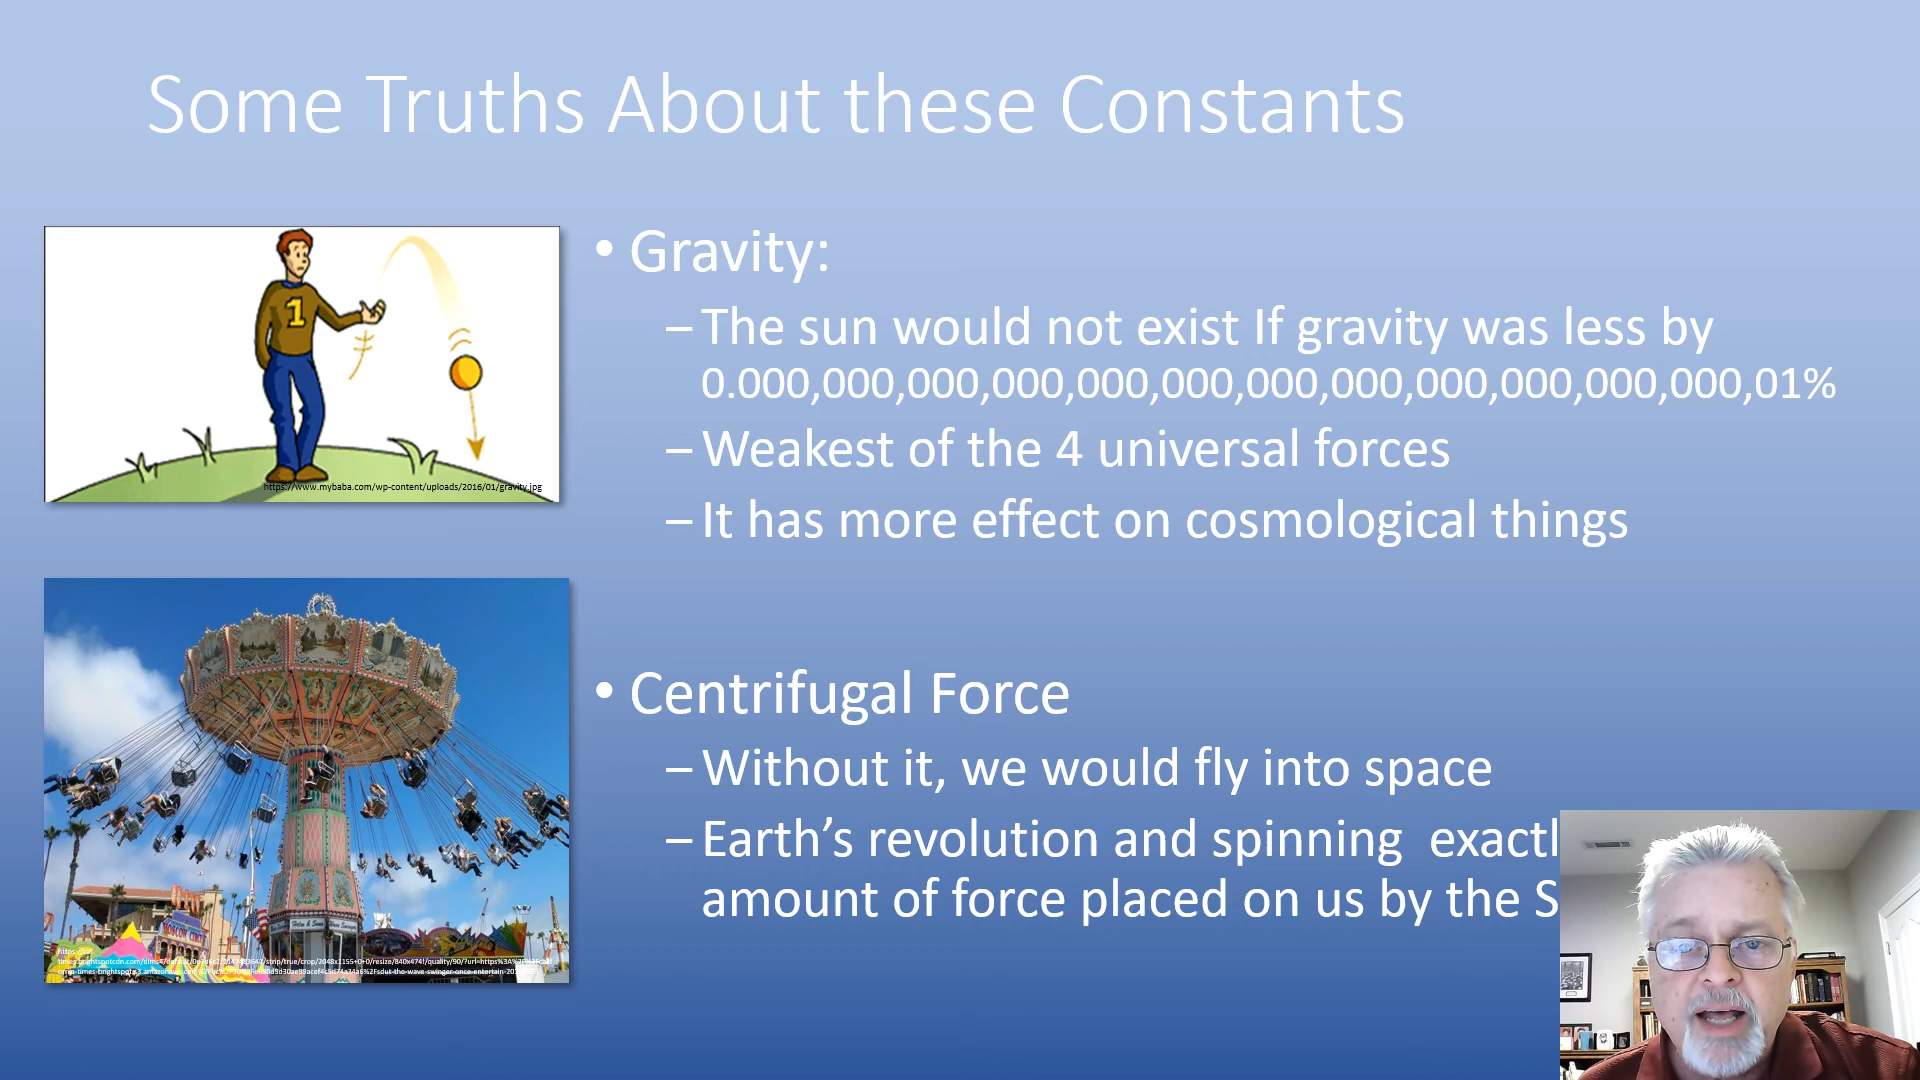 Some Truths About these Constants
1
https://www.mybaba.com/wp-content/uploads/2016/01/gravity.jpg
• Gravity:
– The sun would not exist If gravity was less by
0.000,000,000,000,000,000,000,000,000,000,000,000,01%
– Weakest of the 4 universal forces
– It has more effect on cosmological things
• Centrifugal Force
– Without it, we would fly into space
– Earth’s revolution and spinning exactl
amount of force placed on us by the S